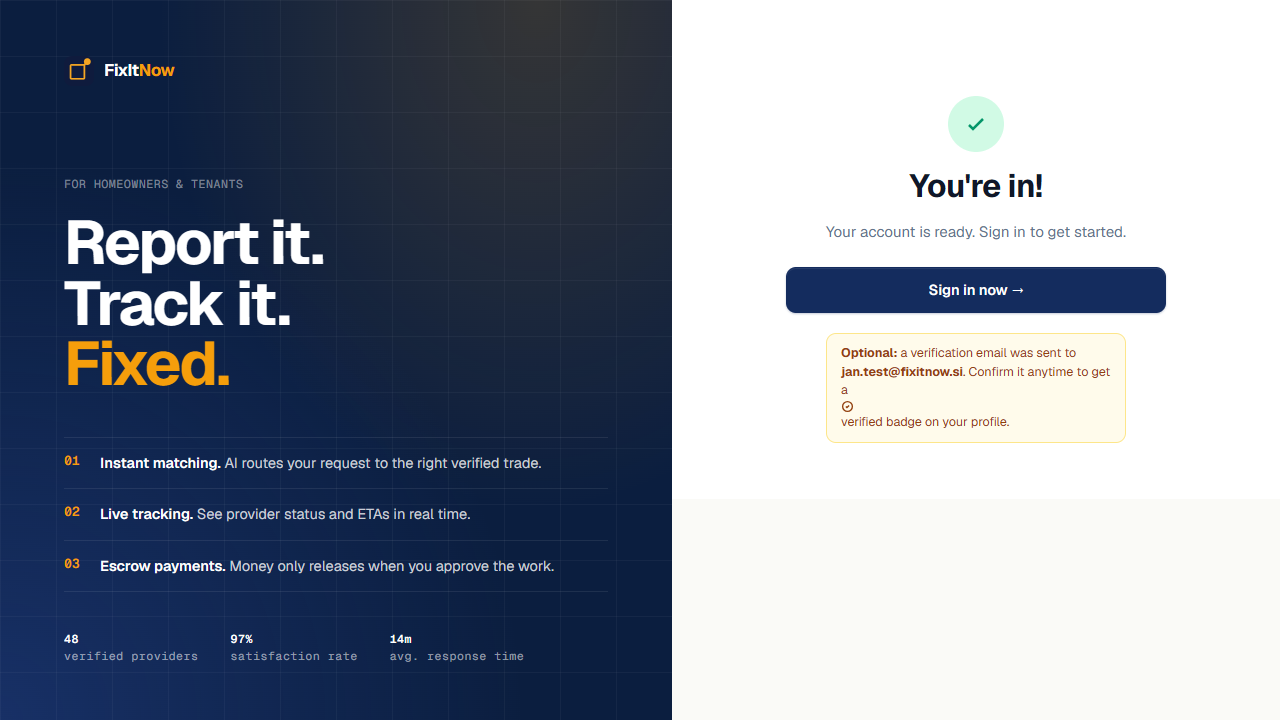 FixItNow
FOR HOMEOWNERS & TENANTS
Report it.
Track it.
Fixed.
01 Instant matching. AI routes your request to the right verified trade.
02 Live tracking. See provider status and ETAs in real time.
03 Escrow payments. Money only releases when you approve the work.
48 97% 14m
verified providers satisfaction rate avg. response time
You're in!
Your account is ready. Sign in to get started.
Sign in now →
Optional: a verification email was sent to
jan.test@fixitnow.si. Confirm it anytime to get
a
verified badge on your profile.